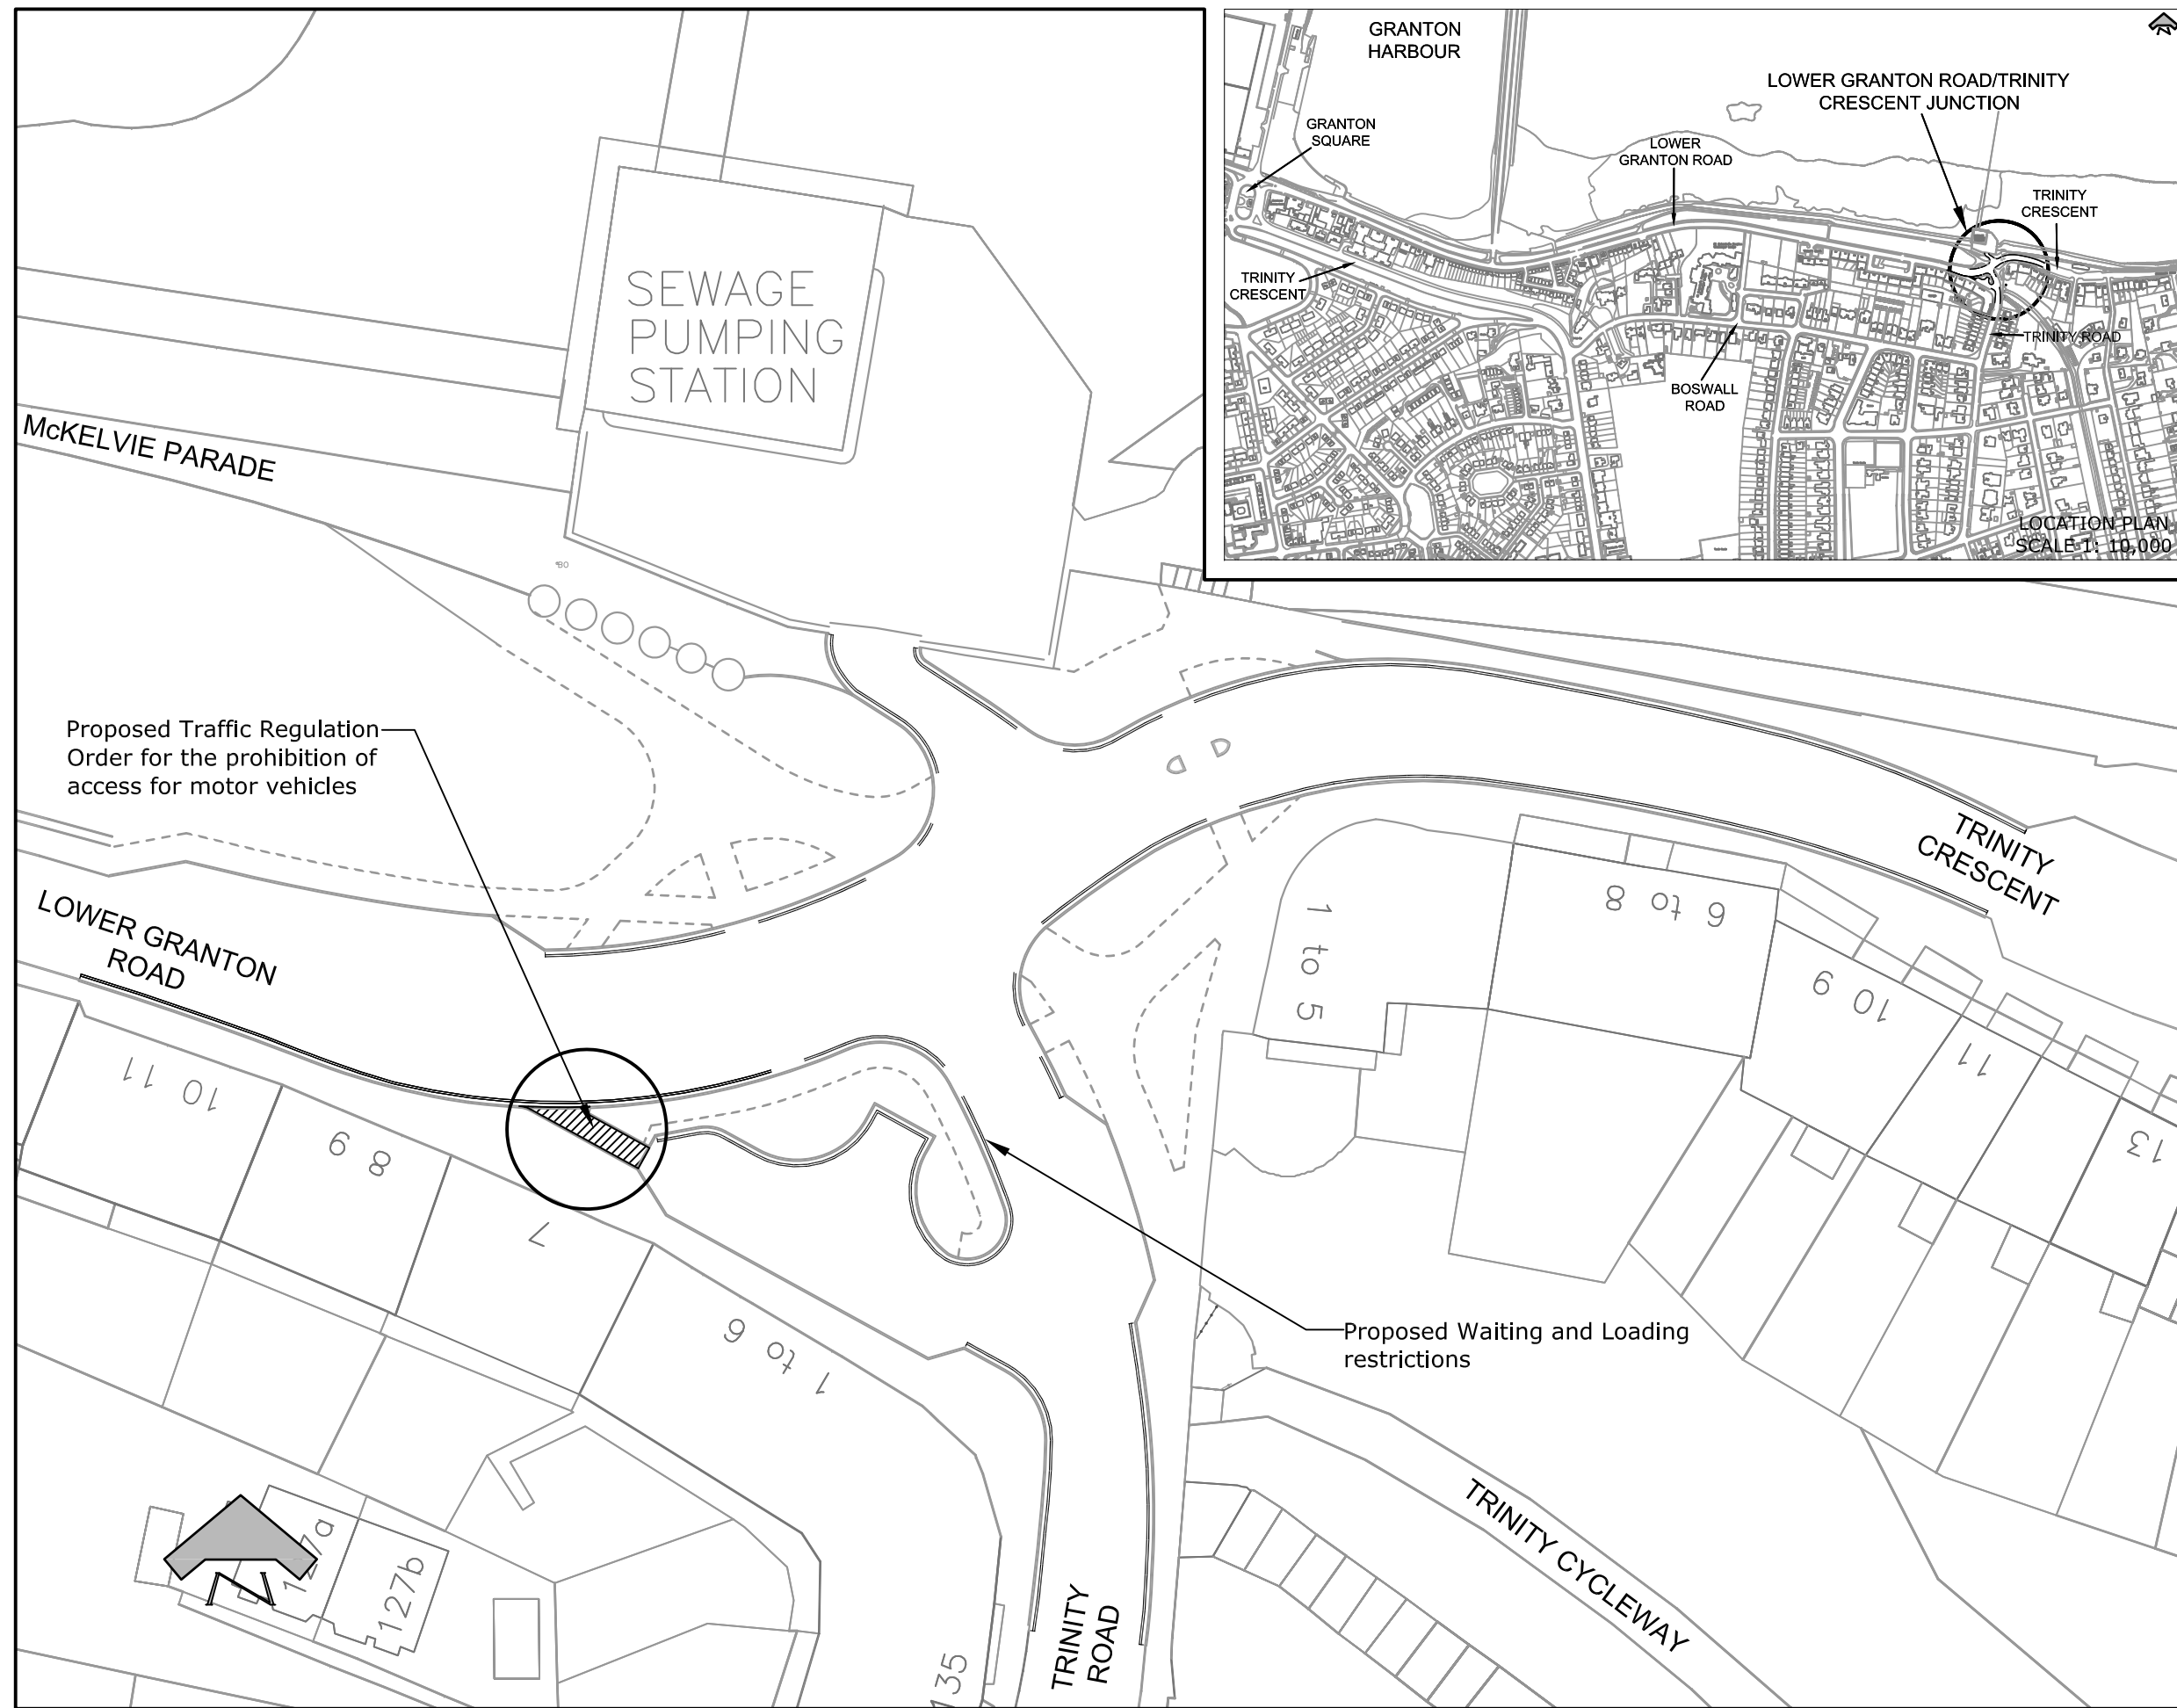 GRANTON
HARBOUR
LOWER GRANTON ROAD/TRINITY
CRESCENT JUNCTION
GRANTON
SQUARE
LOWER
GRANTON ROAD
TRINITY
CRESCENT
TRINITY
CRESCENT
TRINITY ROAD
BOSWALL
ROAD
LOCATION PLAN
SCALE 1: 10,000
SEWAGE
PUMPING
STATION
McKELVIE PARADE
Proposed Traffic Regulation
Order for the prohibition of
access for motor vehicles
LOWER GRANTON
ROAD
TRINITY
CRESCENT
1 to 5
6 to 8
10 9
11
13
10 11
8 9
7
1 to 6
Proposed Waiting and Loading
restrictions
127a
127b
135
TRINITY
ROAD
TRINITY CYCLEWAY